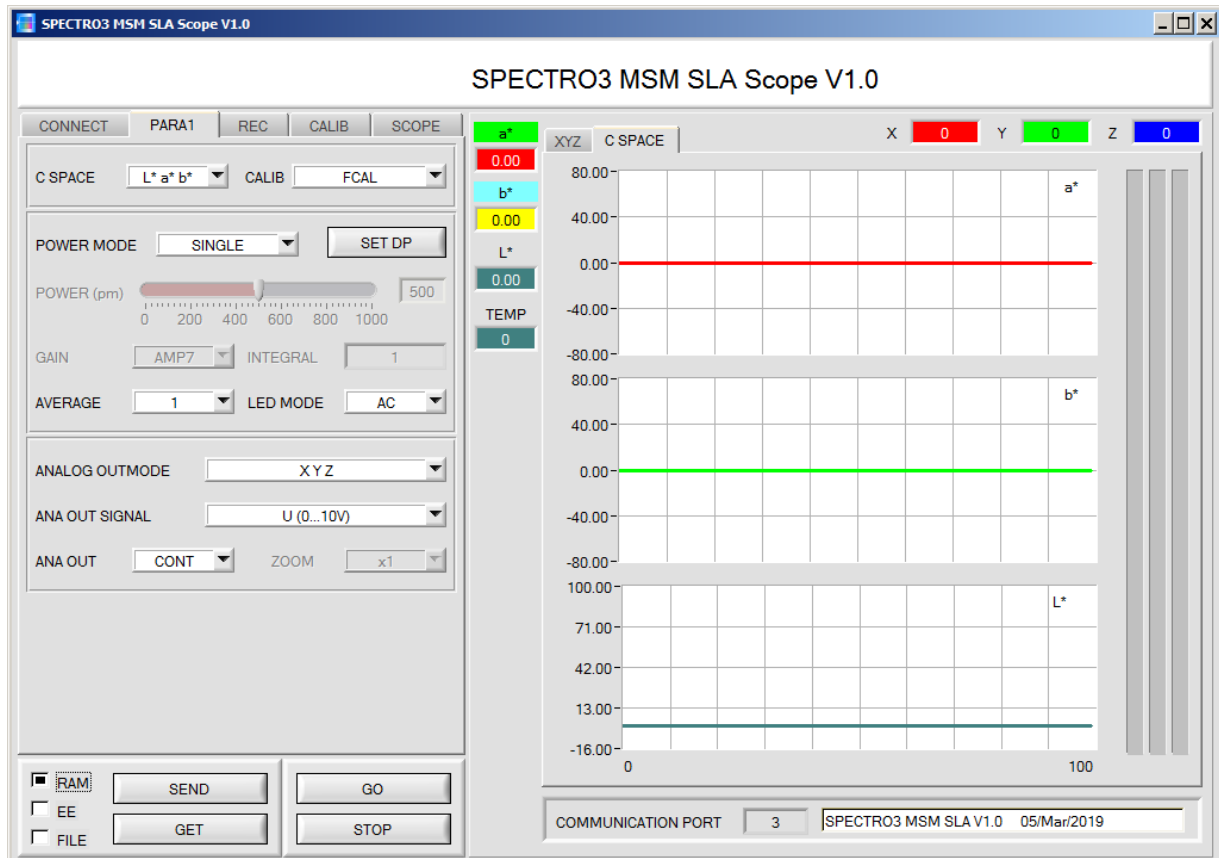 SPECTRO3 MSM SLA Scope V1.0
SPECTRO3 MSM SLA Scope V1.0
CONNECT PARA1 REC CALIB SCOPE
C SPACE L* a* b* CALIB FCAL
POWER MODE SINGLE SET DP
POWER (pm) 500
0 200 400 600 800 1000
GAIN AMP7 INTEGRAL 1
AVERAGE 1 LED MODE AC
ANALOG OUTMODE X Y Z
ANA OUT SIGNAL U (0...10V)
ANA OUT CONT ZOOM x1
RAM
EE
FILE
SEND GO
GET STOP
a*
0.00
b*
0.00
L*
0.00
TEMP
0
XYZ C SPACE X 0 Y 0 Z 0
80.00 a*
40.00
0.00
-40.00
-80.00
80.00 b*
40.00
0.00
-40.00
-80.00
100.00 L*
71.00
42.00
13.00
-16.00
0 100
COMMUNICATION PORT 3 SPECTRO3 MSM SLA V1.0 05/Mar/2019